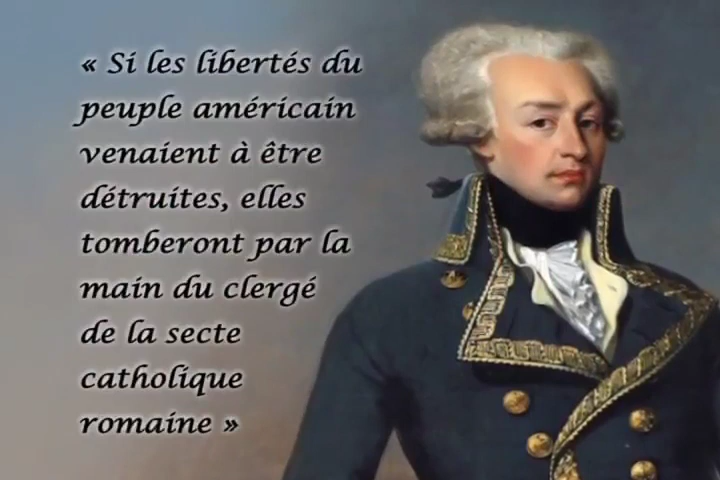 « Si les libertés du
peuple américain
venaient à être
détruites, elles
tomberont par la
main du clergé
de la secte
catholique
romaine »